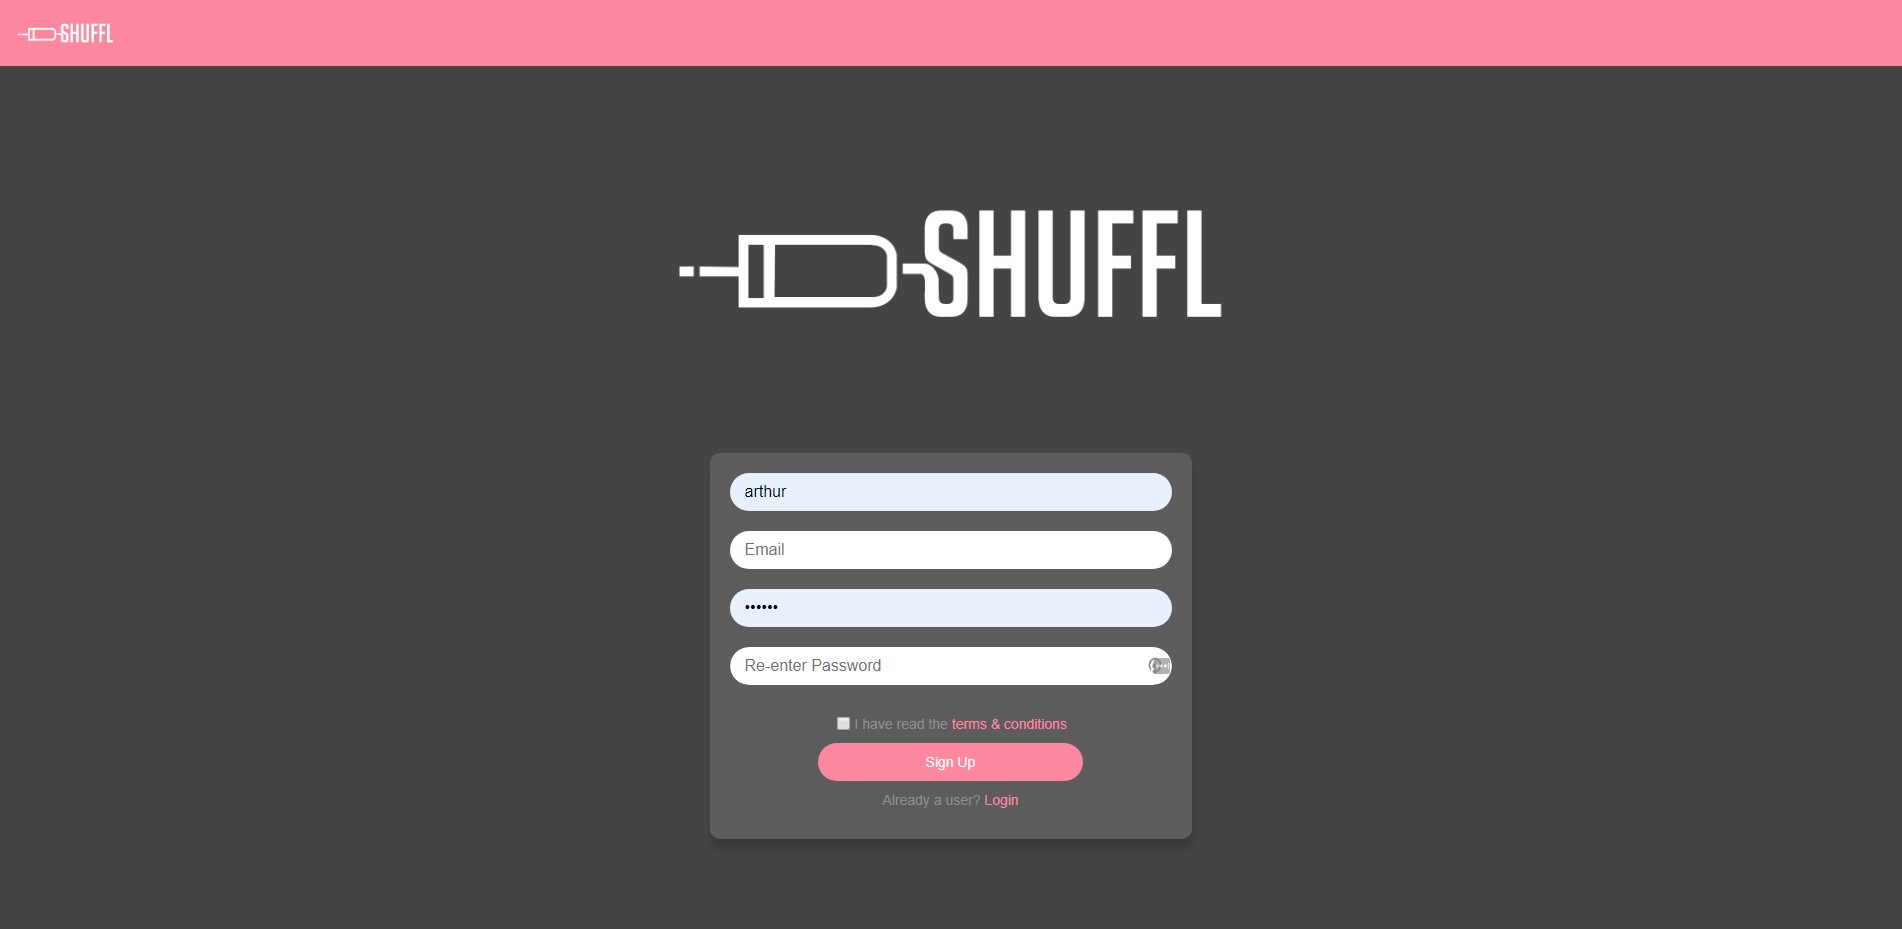 SHUFFL
SHUFFL
arthur
Email
••••••
Re-enter Password
I have read the terms & conditions
Sign Up
Already a user? Login